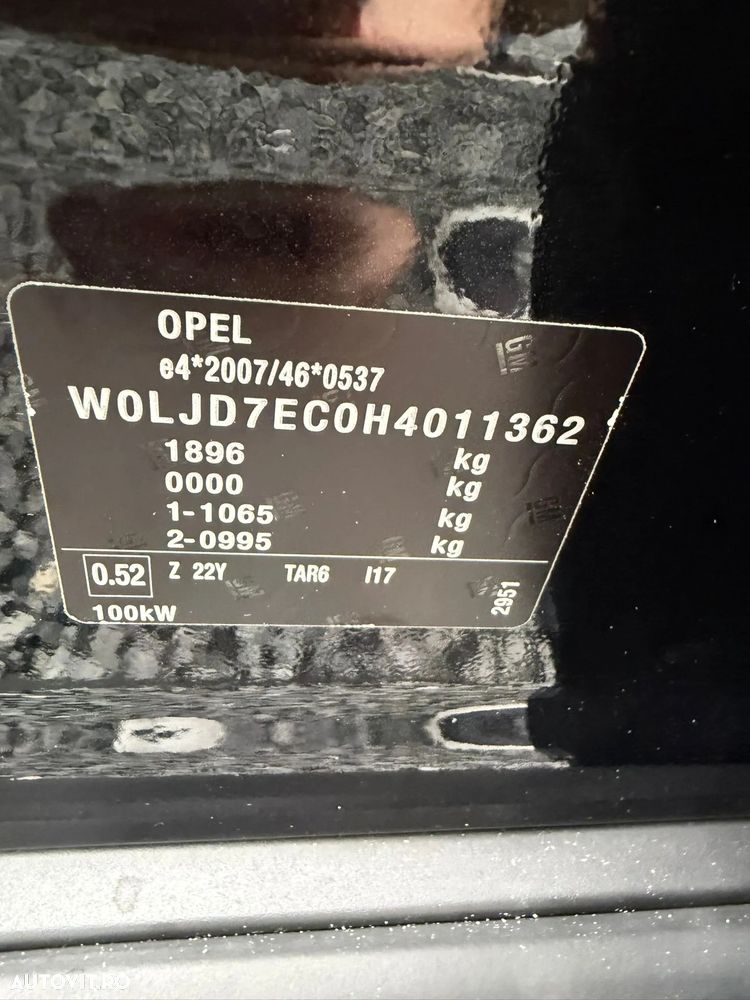 OPEL
e4*2007/46*0537
W0LJD7EC0H4011362
1896 kg
0000 kg
1-1065 kg
2-0995 kg
0.52 Z 22Y TAR6 I17 2951
100kW
AUTOVIT.RO